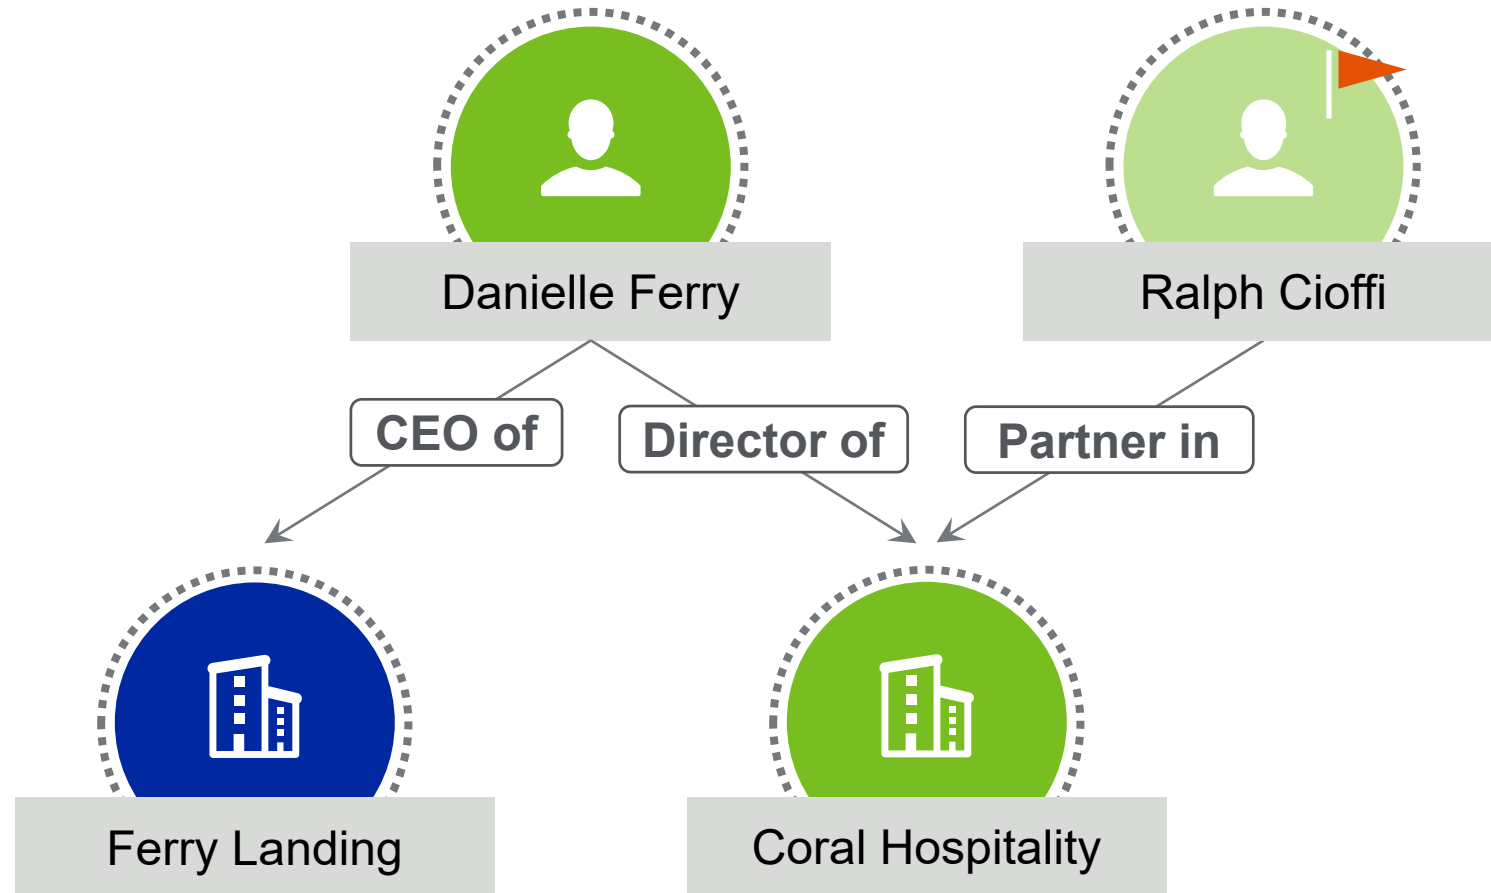 Danielle Ferry
Ralph Cioffi
CEO of
Director of
Partner in
Ferry Landing
Coral Hospitality